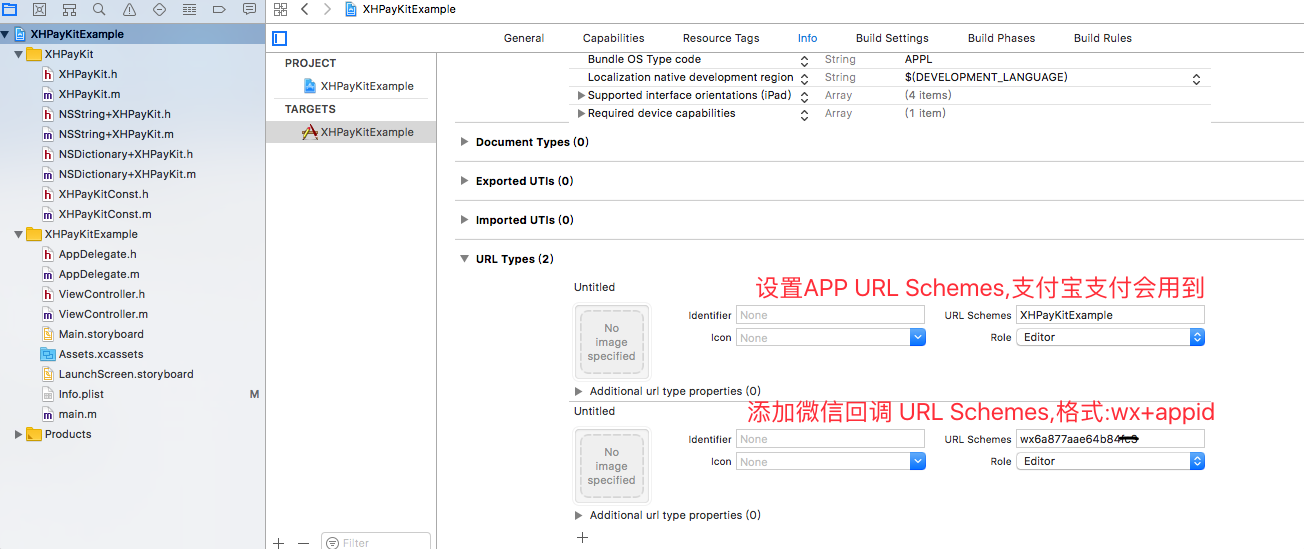 XHPayKitExample
XHPayKitExample
XHPayKit
XHPayKit.h
XHPayKit.m
NSString+XHPayKit.h
NSString+XHPayKit.m
NSDictionary+XHPayKit.h
NSDictionary+XHPayKit.m
XHPayKitConst.h
XHPayKitConst.m
XHPayKitExample
AppDelegate.h
AppDelegate.m
ViewController.h
ViewController.m
Main.storyboard
Assets.xcassets
LaunchScreen.storyboard
Info.plist M
main.m
Products
PROJECT
XHPayKitExample
TARGETS
XHPayKitExample
Filter
General Capabilities Resource Tags Info Build Settings Build Phases Build Rules
Bundle OS Type code String APPL
Localization native development region String $(DEVELOPMENT_LANGUAGE)
Supported interface orientations (iPad) Array (4 items)
Required device capabilities Array (1 item)
Document Types (0)
Exported UTIs (0)
Imported UTIs (0)
URL Types (2)
Untitled
设置APP URL Schemes,支付宝支付会用到
No
image
specified
Identifier None URL Schemes XHPayKitExample
Icon None Role Editor
Additional url type properties (0)
Untitled
添加微信回调 URL Schemes,格式:wx+appid
No
image
specified
Identifier None URL Schemes wx6a877aae64b84
Icon None Role Editor
Additional url type properties (0)